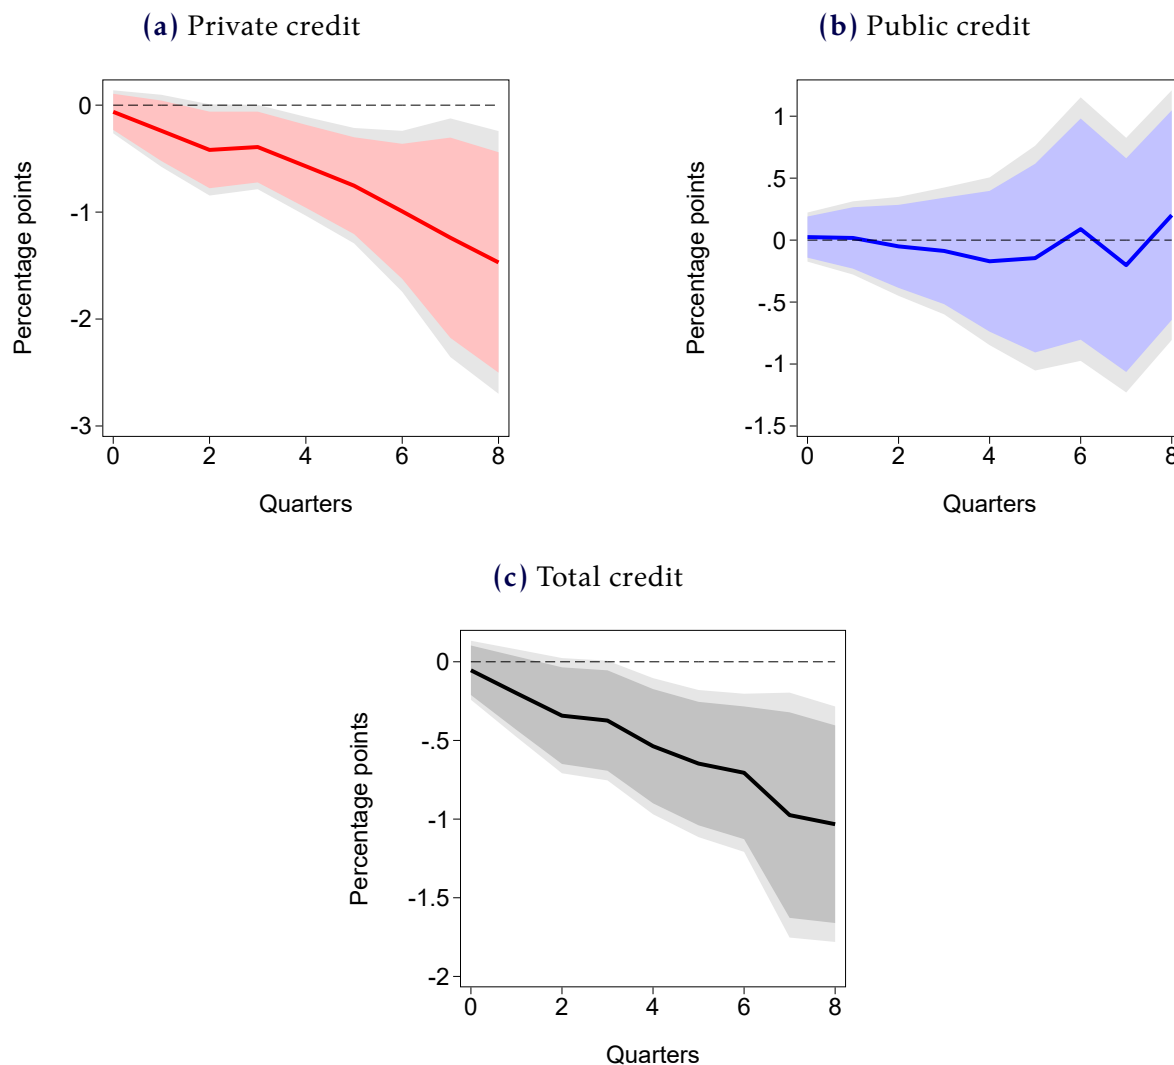 (a) Private credit
0
-1
-2
-3
Percentage points
0 2 4 6 8
Quarters
(b) Public credit
1
.5
0
-.5
-1
-1.5
Percentage points
0 2 4 6 8
Quarters
(c) Total credit
0
-.5
-1
-1.5
-2
Percentage points
0 2 4 6 8
Quarters